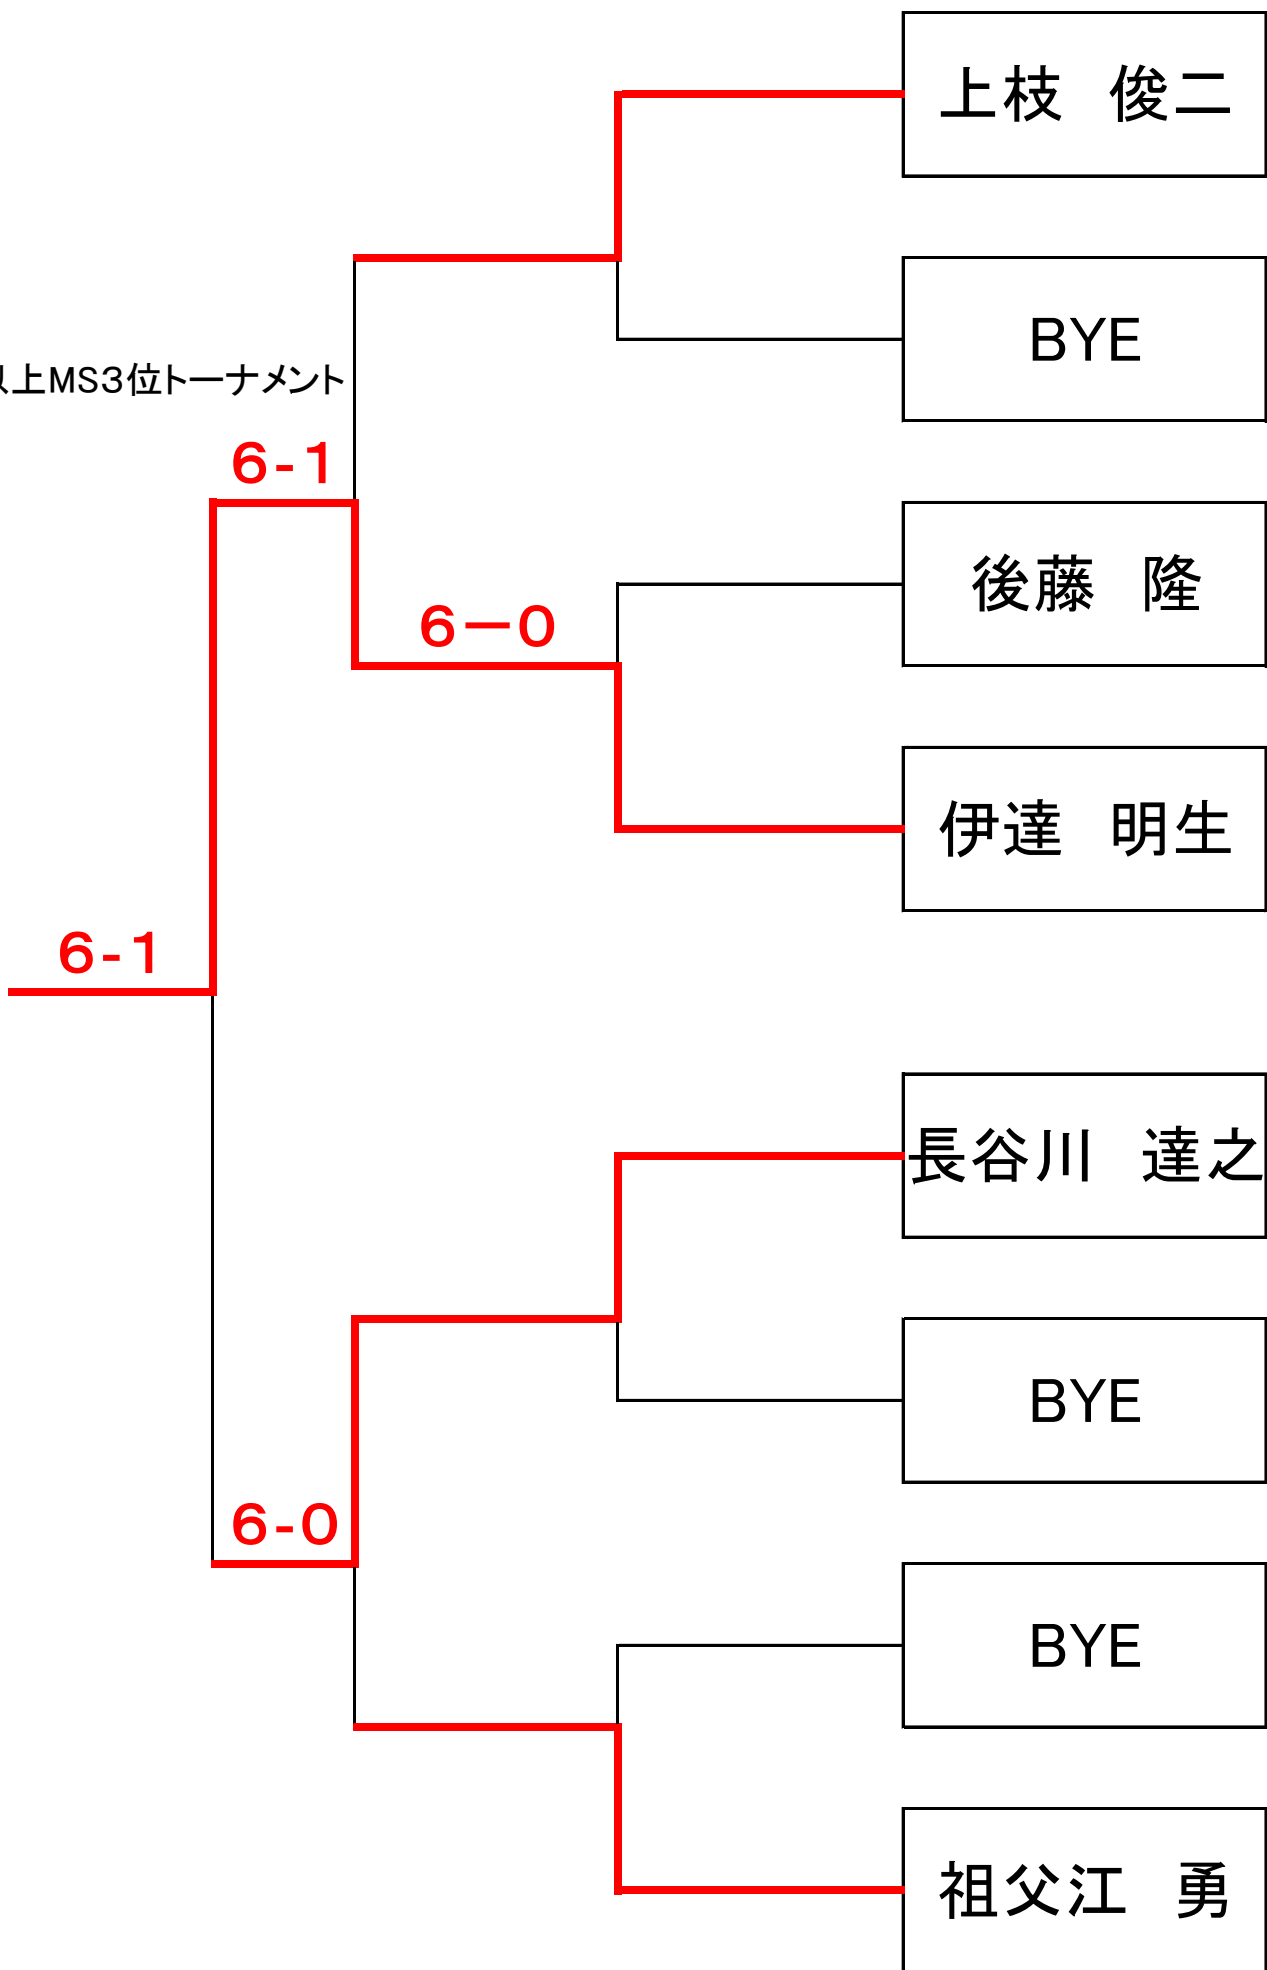 上枝　俊二
BYE
以上MS３位トーナメント
６-１
後藤　隆
６－０
伊達　明生
６-１
長谷川　達之
BYE
６-０
BYE
祖父江　勇